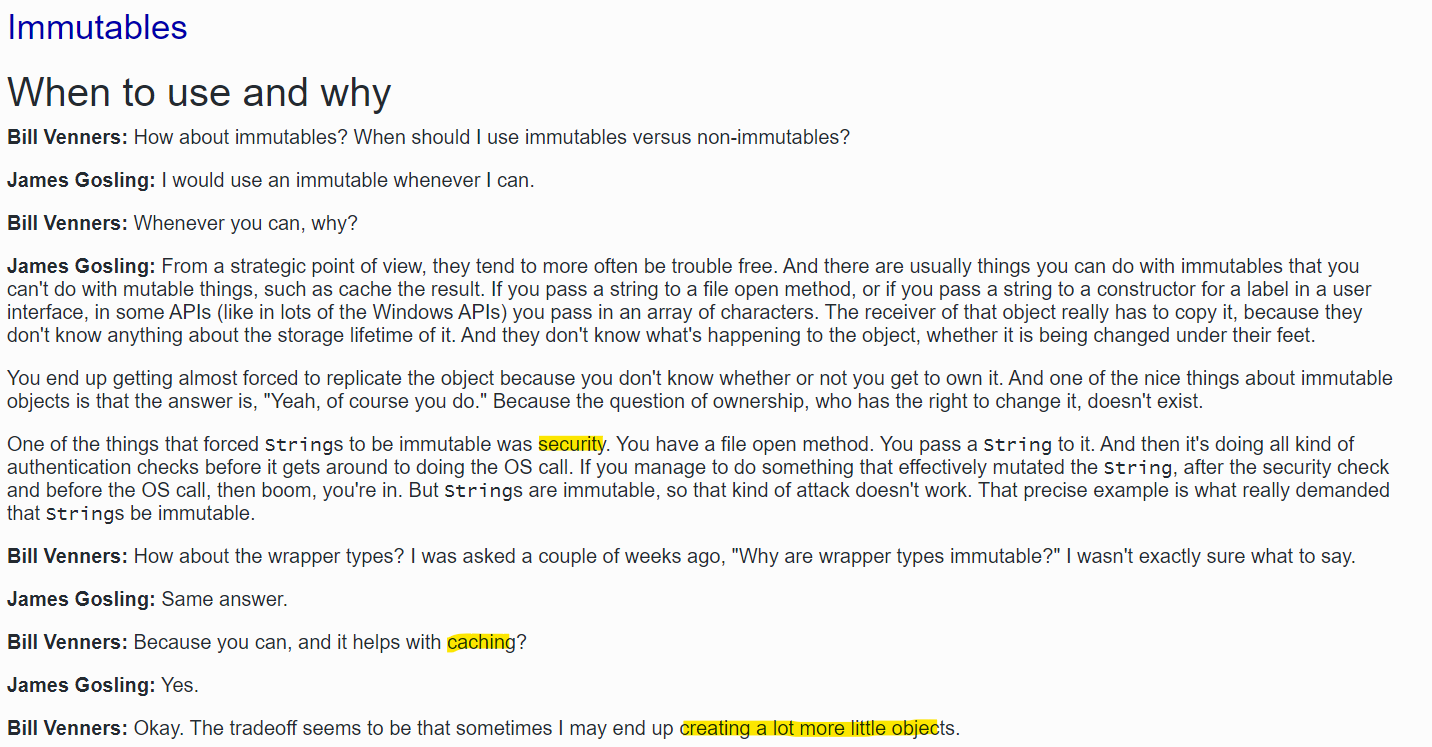 Immutables
When to use and why
Bill Venners: How about immutables? When should I use immutables versus non-immutables?
James Gosling: I would use an immutable whenever I can.
Bill Venners: Whenever you can, why?
James Gosling: From a strategic point of view, they tend to more often be trouble free. And there are usually things you can do with immutables that you
can't do with mutable things, such as cache the result. If you pass a string to a file open method, or if you pass a string to a constructor for a label in a user
interface, in some APIs (like in lots of the Windows APIs) you pass in an array of characters. The receiver of that object really has to copy it, because they
don't know anything about the storage lifetime of it. And they don't know what's happening to the object, whether it is being changed under their feet.
You end up getting almost forced to replicate the object because you don't know whether or not you get to own it. And one of the nice things about immutable
objects is that the answer is, "Yeah, of course you do." Because the question of ownership, who has the right to change it, doesn't exist.
One of the things that forced Strings to be immutable was security. You have a file open method. You pass a String to it. And then it's doing all kind of
authentication checks before it gets around to doing the OS call. If you manage to do something that effectively mutated the String, after the security check
and before the OS call, then boom, you're in. But Strings are immutable, so that kind of attack doesn't work. That precise example is what really demanded
that Strings be immutable.
Bill Venners: How about the wrapper types? I was asked a couple of weeks ago, "Why are wrapper types immutable?" I wasn't exactly sure what to say.
James Gosling: Same answer.
Bill Venners: Because you can, and it helps with caching?
James Gosling: Yes.
Bill Venners: Okay. The tradeoff seems to be that sometimes I may end up creating a lot more little objects.